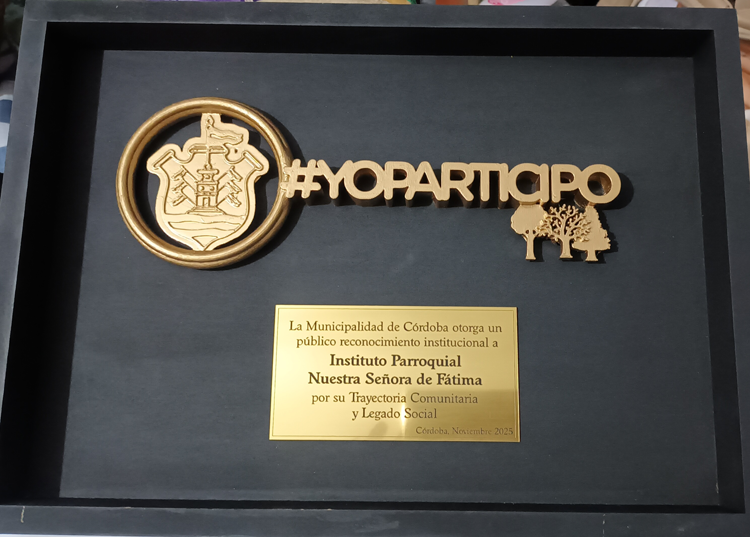 #YOPARTICIPO
La Municipalidad de Córdoba otorga un
público reconocimiento institucional a
Instituto Parroquial
Nuestra Señora de Fátima
por su Trayectoria Comunitaria
y Legado Social
Córdoba, Noviembre 2025